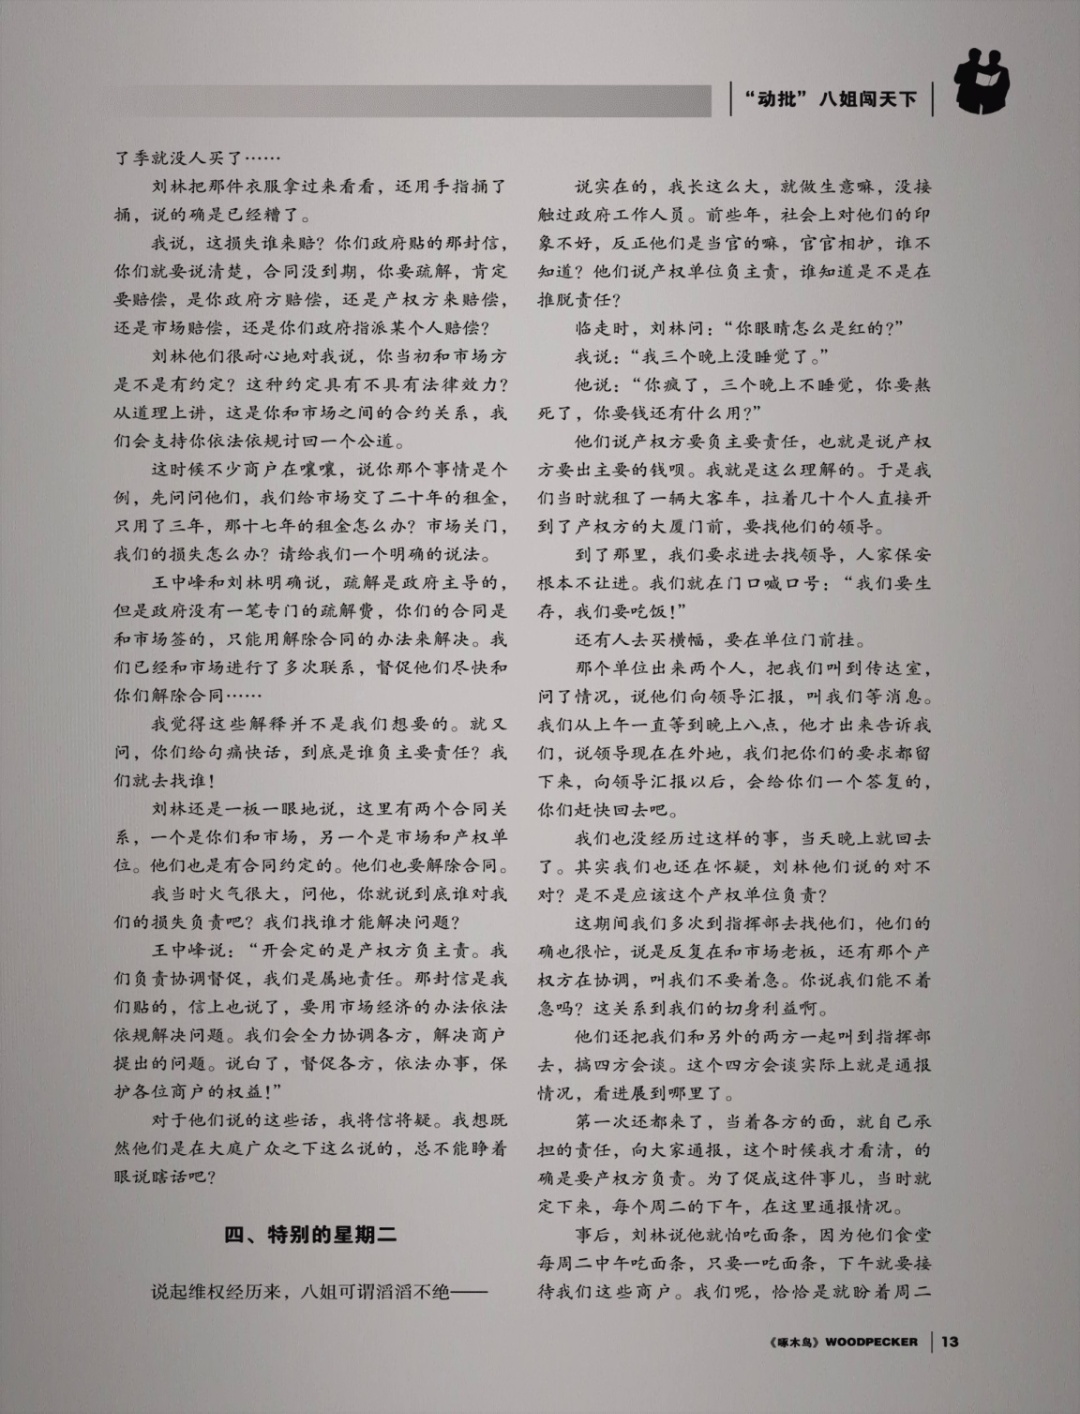 “动批”八姐闯天下
了季就没人买了……
刘林把那件衣服拿过来看看，还用手指捅了
捅，说的确是已经糟了。
我说，这损失谁来赔？你们政府贴的那封信，
你们就要说清楚，合同没到期，你要疏解，肯定
要赔偿，是你政府方赔偿，还是产权方来赔偿，
还是市场赔偿，还是你们政府指派某个人赔偿？
刘林他们很耐心地对我说，你当初和市场方
是不是有约定？这种约定具有不具有法律效力？
从道理上讲，这是你和市场之间的合约关系，我
们会支持你依法依规讨回一个公道。
这时候不少商户在嚷嚷，说你那个事情是个
例，先问问他们，我们给市场交了二十年的租金，
只用了三年，那十七年的租金怎么办？市场关门，
我们的损失怎么办？请给我们一个明确的说法。
王中峰和刘林明确说，疏解是政府主导的，
但是政府没有一笔专门的疏解费，你们的合同是
和市场签的，只能用解除合同的办法来解决。我
们已经和市场进行了多次联系，督促他们尽快和
你们解除合同……
我觉得这些解释并不是我们想要的。就又
问，你们给句痛快话，到底是谁负主要责任？我
们就去找谁！
刘林还是一板一眼地说，这里有两个合同关
系，一个是你们和市场，另一个是市场和产权单
位。他们也是有合同约定的。他们也要解除合同。
我当时火气很大，问他，你就说到底谁对我
们的损失负责吧？我们找谁才能解决问题？
王中峰说：“开会定的是产权方负主责。我
们负责协调督促，我们是属地责任。那封信是我
们贴的，信上也说了，要用市场经济的办法依法
依规解决问题。我们会全力协调各方，解决商户
提出的问题。说白了，督促各方，依法办事，保
护各位商户的权益！”
对于他们说的这些话，我将信将疑。我想既
然他们是在大庭广众之下这么说的，总不能睁着
眼说瞎话吧？
四、特别的星期二
说起维权经历来，八姐可谓滔滔不绝——
说实在的，我长这么大，就做生意嘛，没接
触过政府工作人员。前些年，社会上对他们的印
象不好，反正他们是当官的嘛，官官相护，谁不
知道？他们说产权单位负主责，谁知道是不是在
推脱责任？
临走时，刘林问：“你眼睛怎么是红的？”
我说：“我三个晚上没睡觉了。”
他说：“你疯了，三个晚上不睡觉，你要熬
死了，你要钱还有什么用？”
他们说产权方要负主要责任，也就是说产权
方要出主要的钱呗。我就是这么理解的。于是我
们当时就租了一辆大客车，拉着几十个人直接开
到了产权方的大厦门前，要找他们的领导。
到了那里，我们要求进去找领导，人家保安
根本不让进。我们就在门口喊口号：“我们要生
存，我们要吃饭！”
还有人去买横幅，要在单位门前挂。
那个单位出来两个人，把我们叫到传达室，
问了情况，说他们向领导汇报，叫我们等消息。
我们从上午一直等到晚上八点，他才出来告诉我
们，说领导现在在外地，我们把你们的要求都留
下来，向领导汇报以后，会给你们一个答复的，
你们赶快回去吧。
我们也没经历过这样的事，当天晚上就回去
了。其实我们也还在怀疑，刘林他们说的对不
对？是不是应该这个产权单位负责？
这期间我们多次到指挥部去找他们，他们的
确也很忙，说是反复在和市场老板，还有那个产
权方在协调，叫我们不要着急。你说我们能不着
急吗？这关系到我们的切身利益啊。
他们还把我们和另外的两方一起叫到指挥部
去，搞四方会谈。这个四方会谈实际上就是通报
情况，看进展到哪里了。
第一次还都来了，当着各方的面，就自己承
担的责任，向大家通报，这个时候我才看清，的
确是要产权方负责。为了促成这件事儿，当时就
定下来，每个周二的下午，在这里通报情况。
事后，刘林说他就怕吃面条，因为他们食堂
每周二中午吃面条，只要一吃面条，下午就要接
待我们这些商户。我们呢，恰恰是就盼着周二
《啄木鸟》WOODPECKER 13